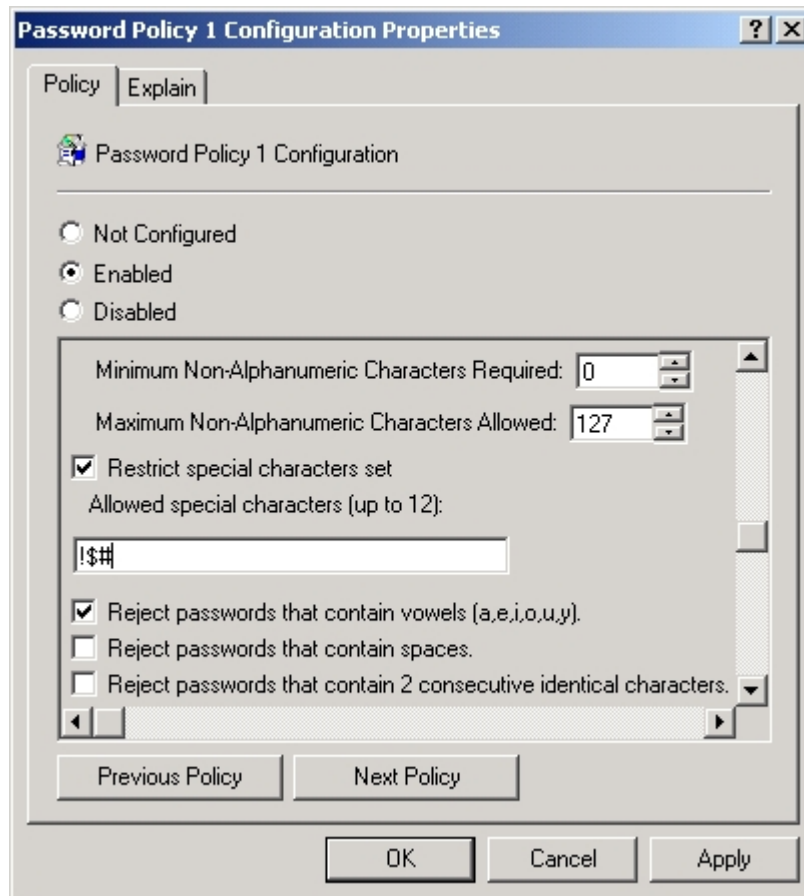 Password Policy 1 Configuration Properties
Policy
Explain
Password Policy 1 Configuration
Not Configured
Enabled
Disabled
Minimum Non-Alphanumeric Characters Required: 0
Maximum Non-Alphanumeric Characters Allowed: 127
Restrict special characters set
Allowed special characters (up to 12):
!$#
Reject passwords that contain vowels (a,e,i,o,u,y).
Reject passwords that contain spaces.
Reject passwords that contain 2 consecutive identical characters.
Previous Policy
Next Policy
OK
Cancel
Apply